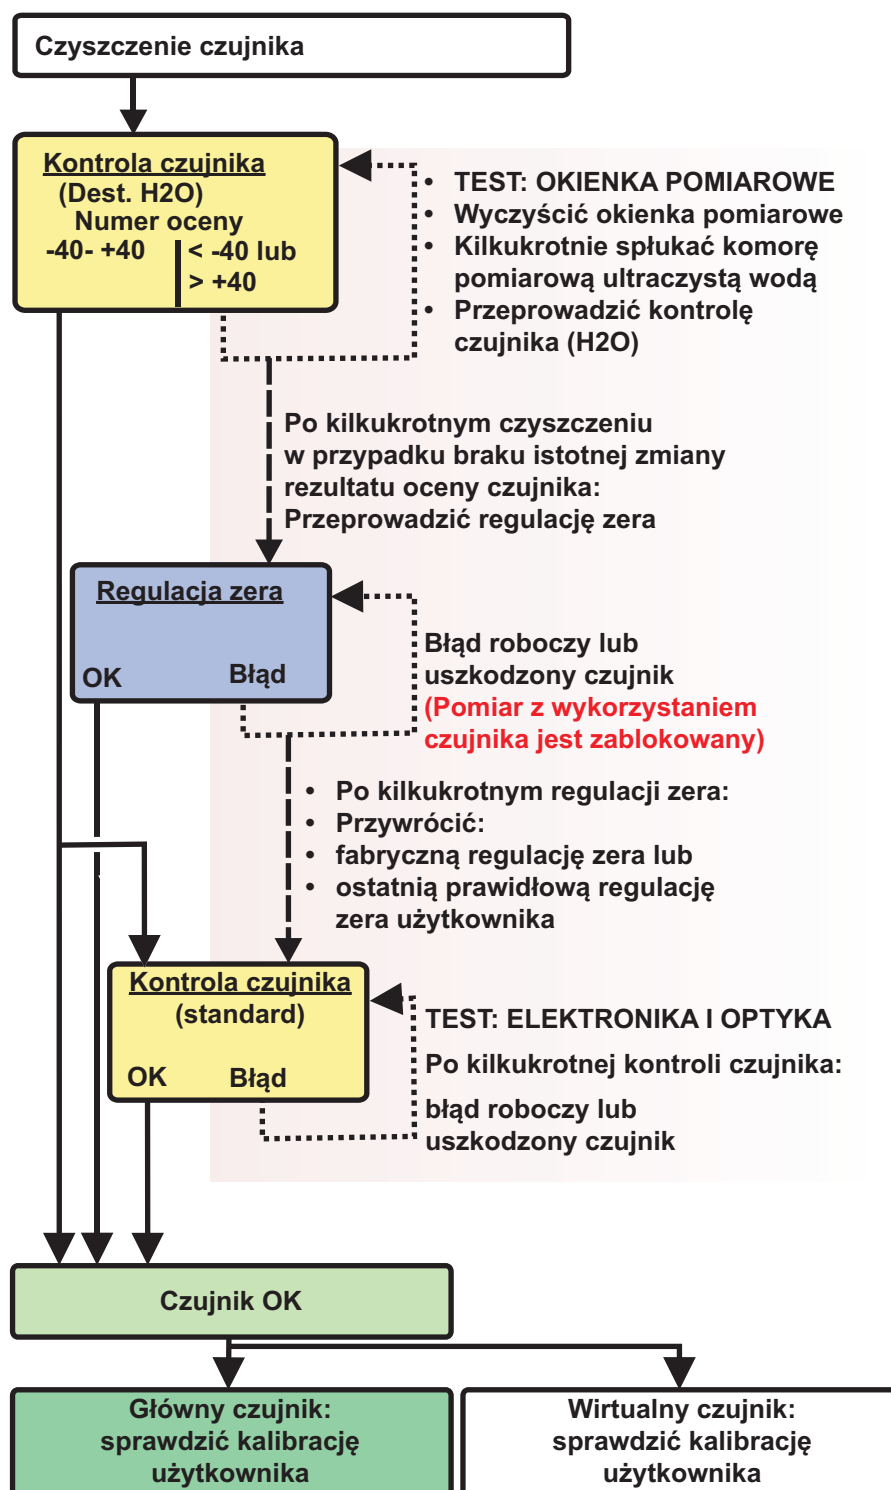 Czyszczenie czujnika
Kontrola czujnika
(Dest. H2O)
Numer oceny
-40- +40
< -40 lub
> +40
• TEST: OKIENKA POMIAROWE
• Wyczyścić okienka pomiarowe
• Kilkukrotnie spłukać komorę
pomiarową ultraczystą wodą
• Przeprowadzić kontrolę
czujnika (H2O)
Po kilkukrotnym czyszczeniu
w przypadku braku istotnej zmiany
rezultatu oceny czujnika:
Przeprowadzić regulację zera
Regulacja zera
OK
Błąd
Błąd roboczy lub
uszkodzony czujnik
(Pomiar z wykorzystaniem
czujnika jest zablokowany)
• Po kilkukrotnym regulacji zera:
• Przywrócić:
• fabryczną regulację zera lub
• ostatnią prawidłową regulację
zera użytkownika
Kontrola czujnika
(standard)
OK
Błąd
TEST: ELEKTRONIKA I OPTYKA
Po kilkukrotnej kontroli czujnika:
błąd roboczy lub
uszkodzony czujnik
Czujnik OK
Główny czujnik:
sprawdzić kalibrację
użytkownika
Wirtualny czujnik:
sprawdzić kalibrację
użytkownika